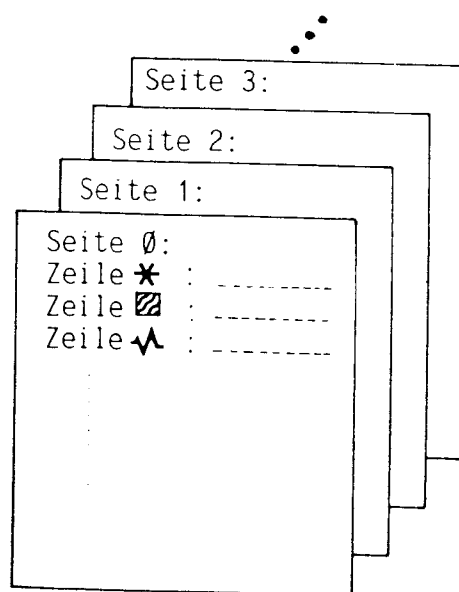 Seite 3:
Seite 2:
Seite 1:
Seite Ø:
Zeile * :
Zeile ▨ :
Zeile :